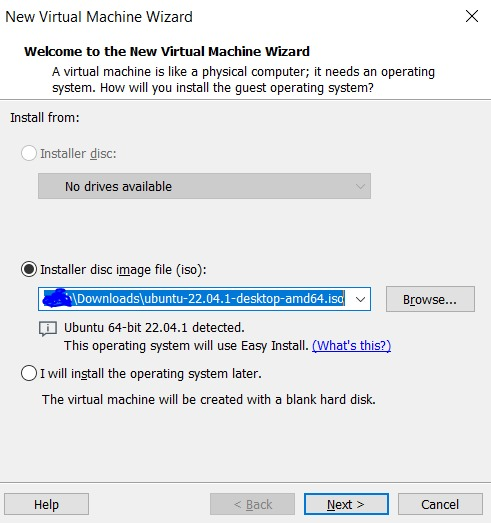 New Virtual Machine Wizard
Welcome to the New Virtual Machine Wizard
A virtual machine is like a physical computer; it needs an operating
system. How will you install the guest operating system?
Install from:
Installer disc:
No drives available
Installer disc image file (iso):
\Downloads\ubuntu-22.04.1-desktop-amd64.iso
Browse...
Ubuntu 64-bit 22.04.1 detected.
This operating system will use Easy Install. (What's this?)
I will install the operating system later.
The virtual machine will be created with a blank hard disk.
Help
< Back
Next >
Cancel